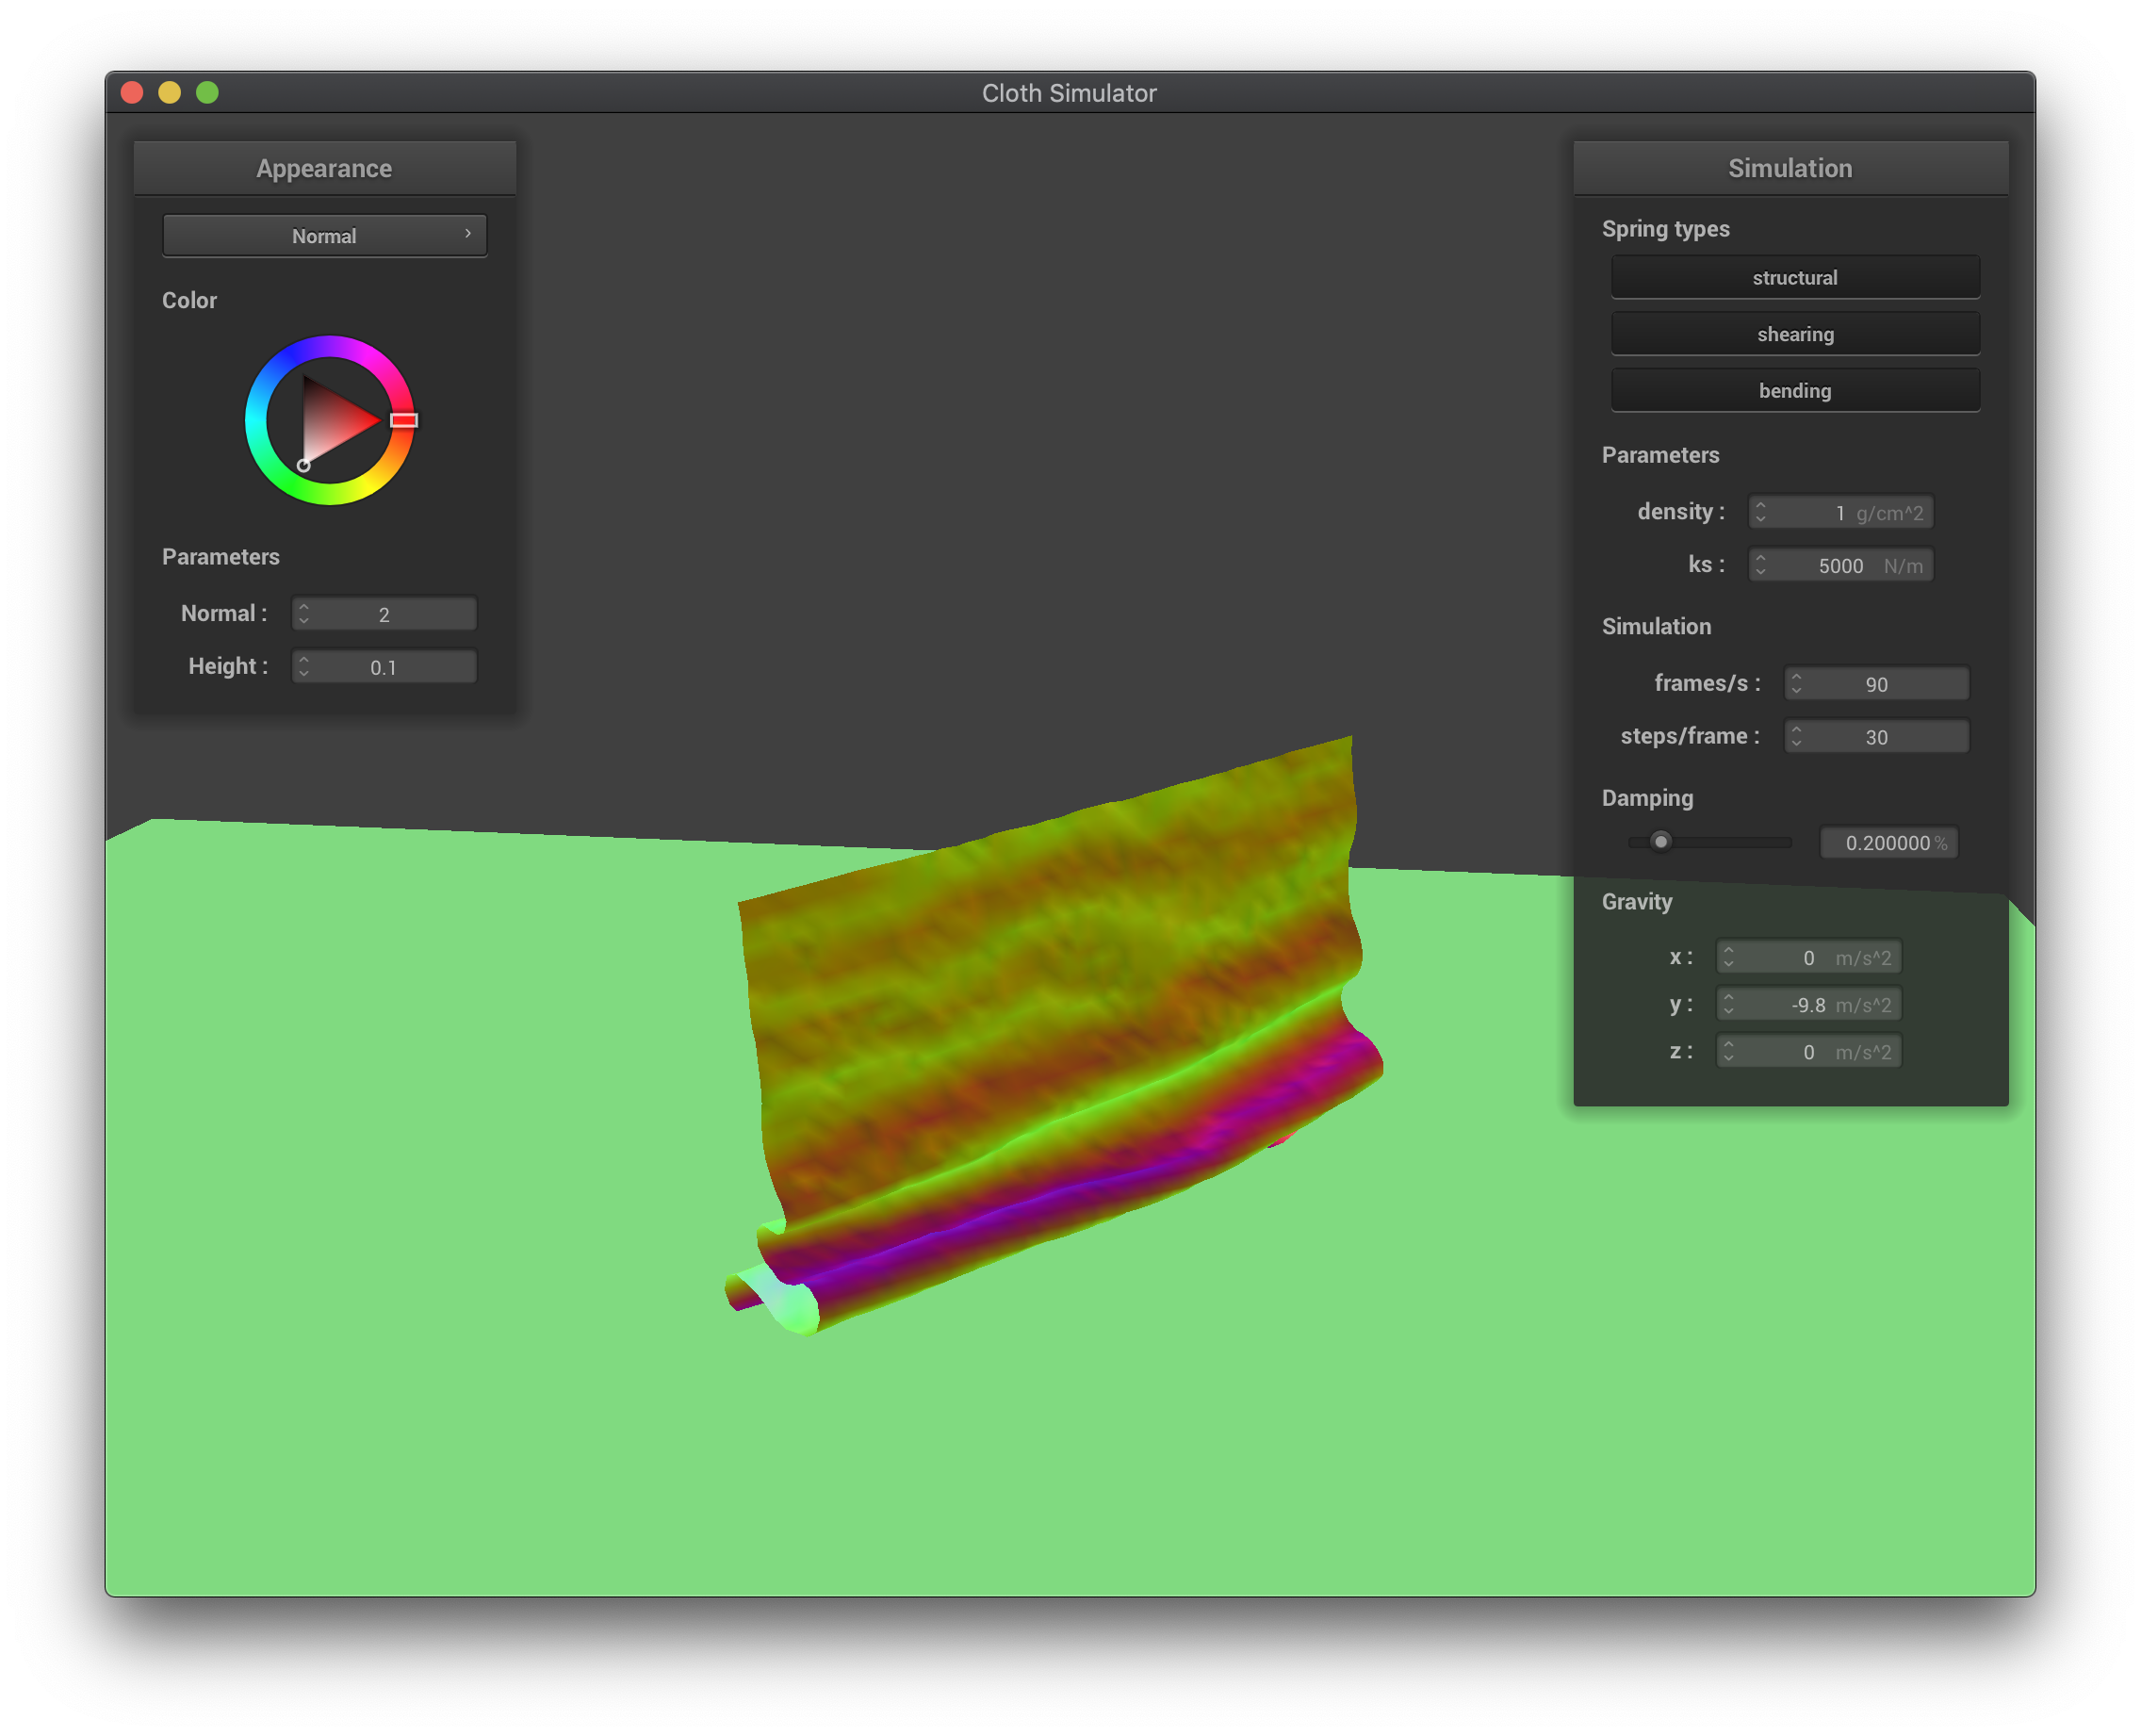 Cloth Simulator
Appearance
Normal
Color
Parameters
Normal : 2
Height : 0.1
Simulation
Spring types
structural
shearing
bending
Parameters
density : 1 g/cm^2
ks : 5000 N/m
Simulation
frames/s : 90
steps/frame : 30
Damping
0.200000 %
Gravity
x : 0 m/s^2
y : -9.8 m/s^2
z : 0 m/s^2